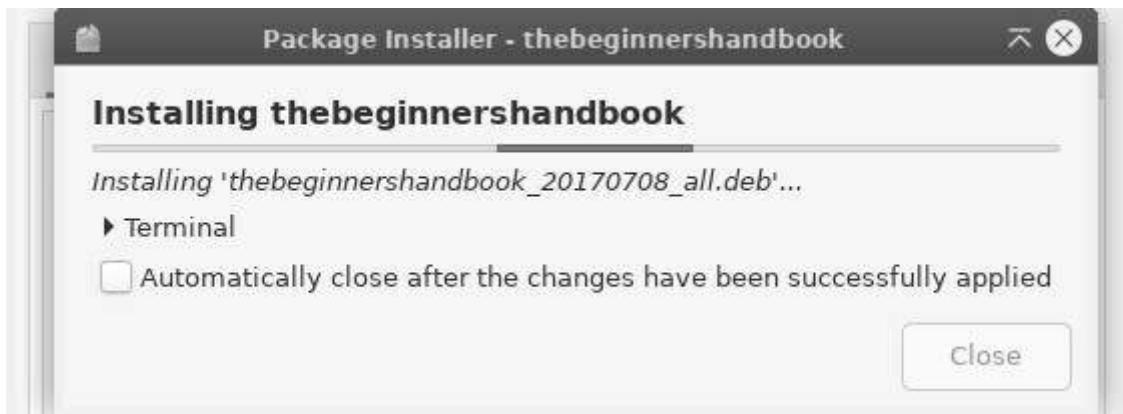 Package Installer - thebeginnershandbook
Installing thebeginnershandbook
Installing 'thebeginnershandbook_20170708_all.deb'...
Terminal
Automatically close after the changes have been successfully applied
Close